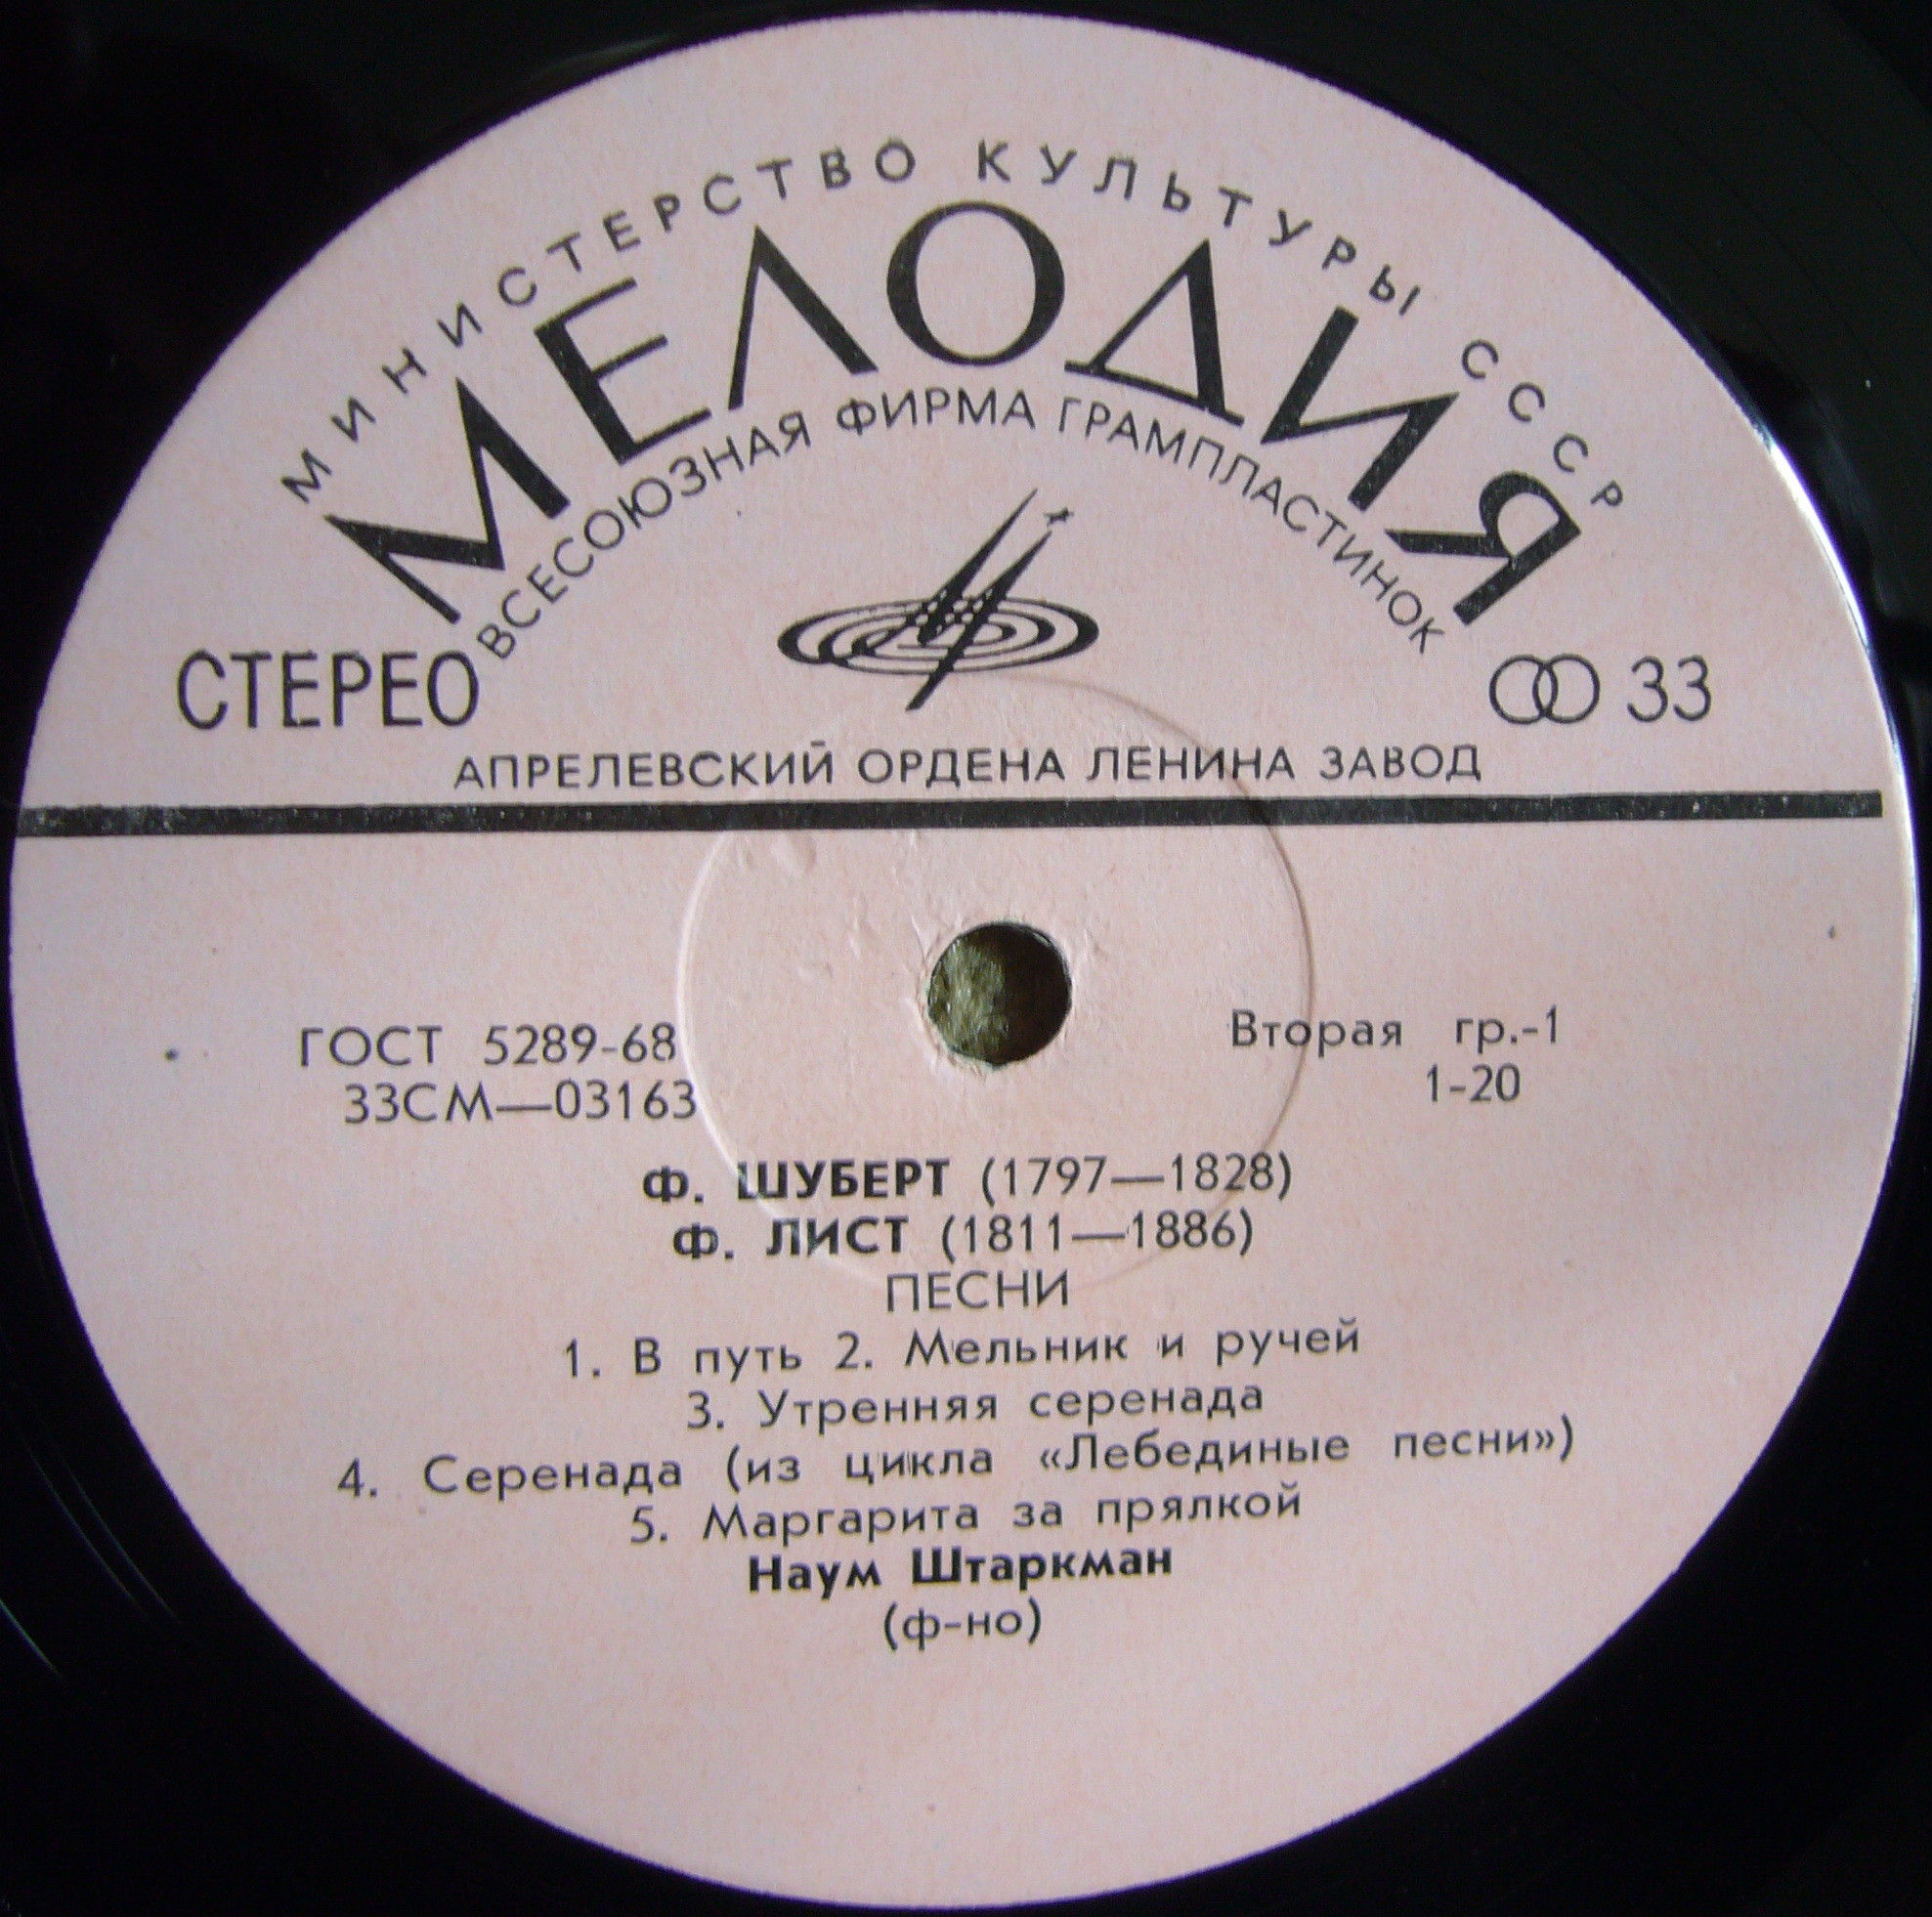 МИНИСТЕРСТВО КУЛЬТУРЫ СССР
МЕЛОДИЯ
ВСЕСОЮЗНАЯ ФИРМА ГРАМПЛАСТИНОК
СТЕРЕО
33
АПРЕЛЕВСКИЙ ОРДЕНА ЛЕНИНА ЗАВОД
ГОСТ 5289-68
33СМ—03163
Вторая гр.-1
1-20
Ф. ШУБЕРТ (1797—1828)
Ф. ЛИСТ (1811—1886)
ПЕСНИ
1. В путь 2. Мельник и ручей
3. Утренняя серенада
4. Серенада (из цикла «Лебединые песни»)
5. Маргарита за прялкой
Наум Штаркман
(ф-но)